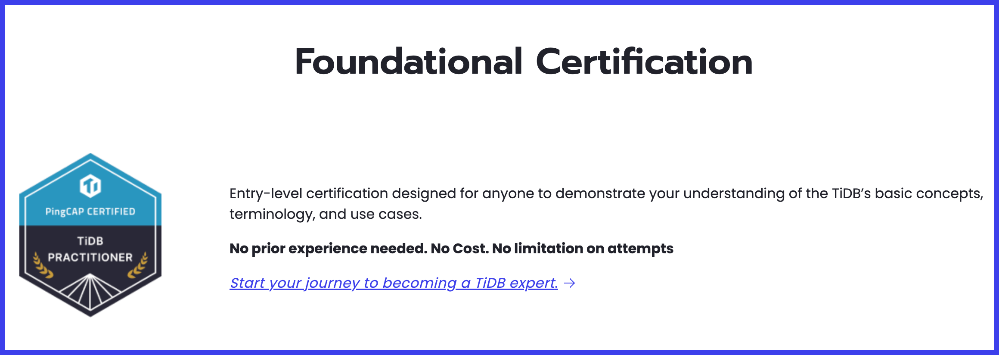 Foundational Certification
PingCAP CERTIFIED
TiDB
PRACTITIONER
Entry-level certification designed for anyone to demonstrate your understanding of the TiDB’s basic concepts,
terminology, and use cases.
No prior experience needed. No Cost. No limitation on attempts
Start your journey to becoming a TiDB expert. →